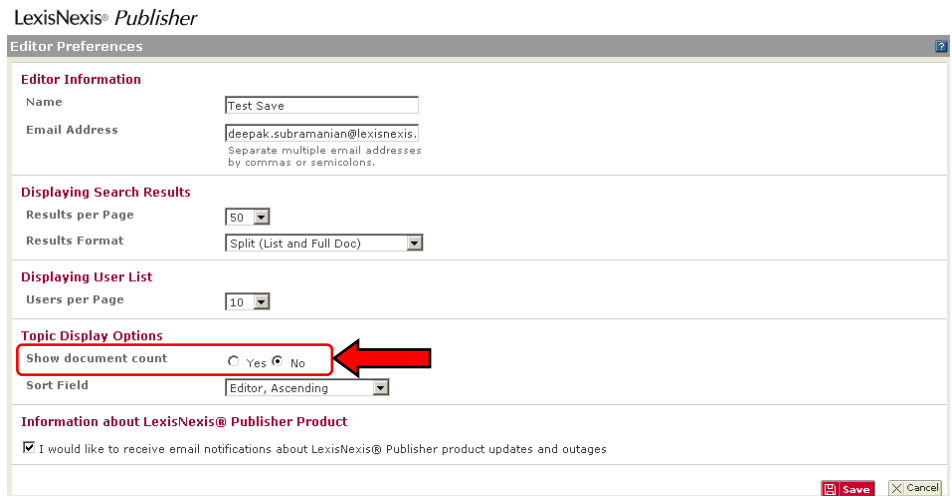 LexisNexis® Publisher
Editor Preferences ?
Editor Information
Name Test Save
Email Address deepak.subramanian@lexisnexis.
Separate multiple email addresses
by commas or semicolons.
Displaying Search Results
Results per Page 50
Results Format Split (List and Full Doc)
Displaying User List
Users per Page 10
Topic Display Options
Show document count Yes No
Sort Field Editor, Ascending
Information about LexisNexis® Publisher Product
I would like to receive email notifications about LexisNexis® Publisher product updates and outages
Save Cancel